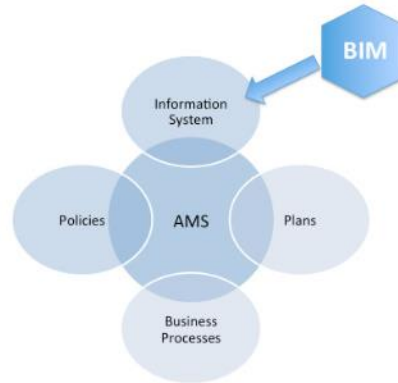 BIM
Information
System
Policies
AMS
Plans
Business
Processes